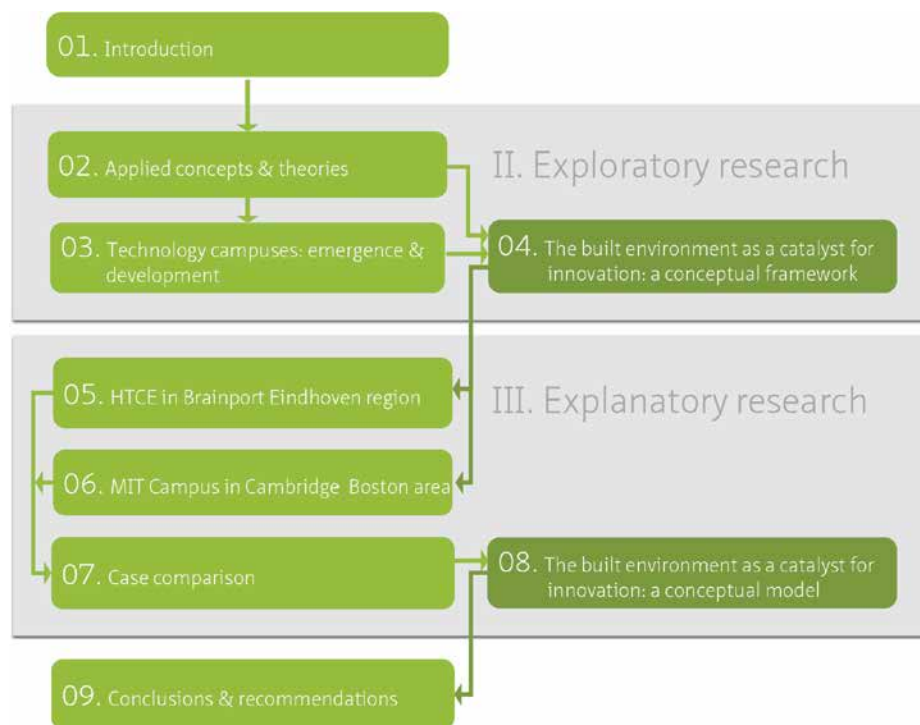 01. Introduction
II. Exploratory research
02. Applied concepts & theories
03. Technology campuses: emergence &
development
04. The built environment as a catalyst for
innovation: a conceptual framework
III. Explanatory research
05. HTCE in Brainport Eindhoven region
06. MIT Campus in Cambridge Boston area
07. Case comparison
08. The built environment as a catalyst for
innovation: a conceptual model
09. Conclusions & recommendations